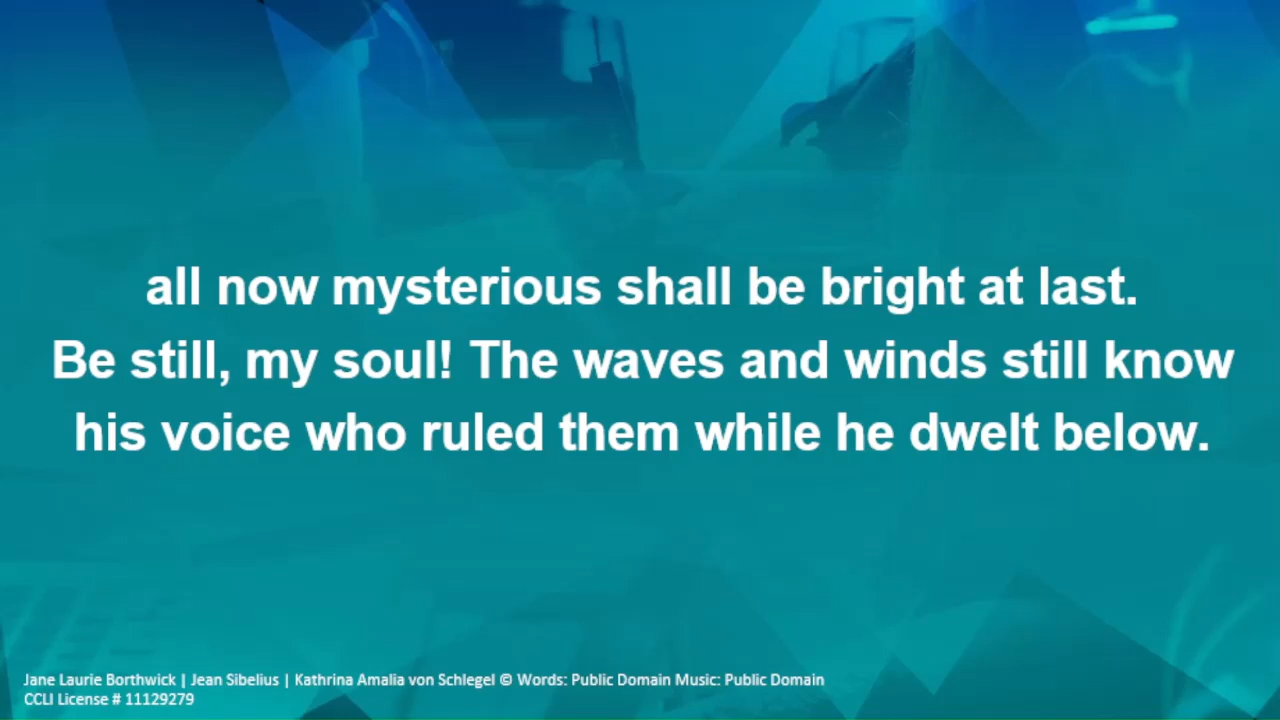 all now mysterious shall be bright at last.
Be still, my soul! The waves and winds still know
his voice who ruled them while he dwelt below.
Jane Laurie Borthwick | Jean Sibelius | Kathrina Amalia von Schlegel © Words: Public Domain Music: Public Domain
CCLI License # 11129279